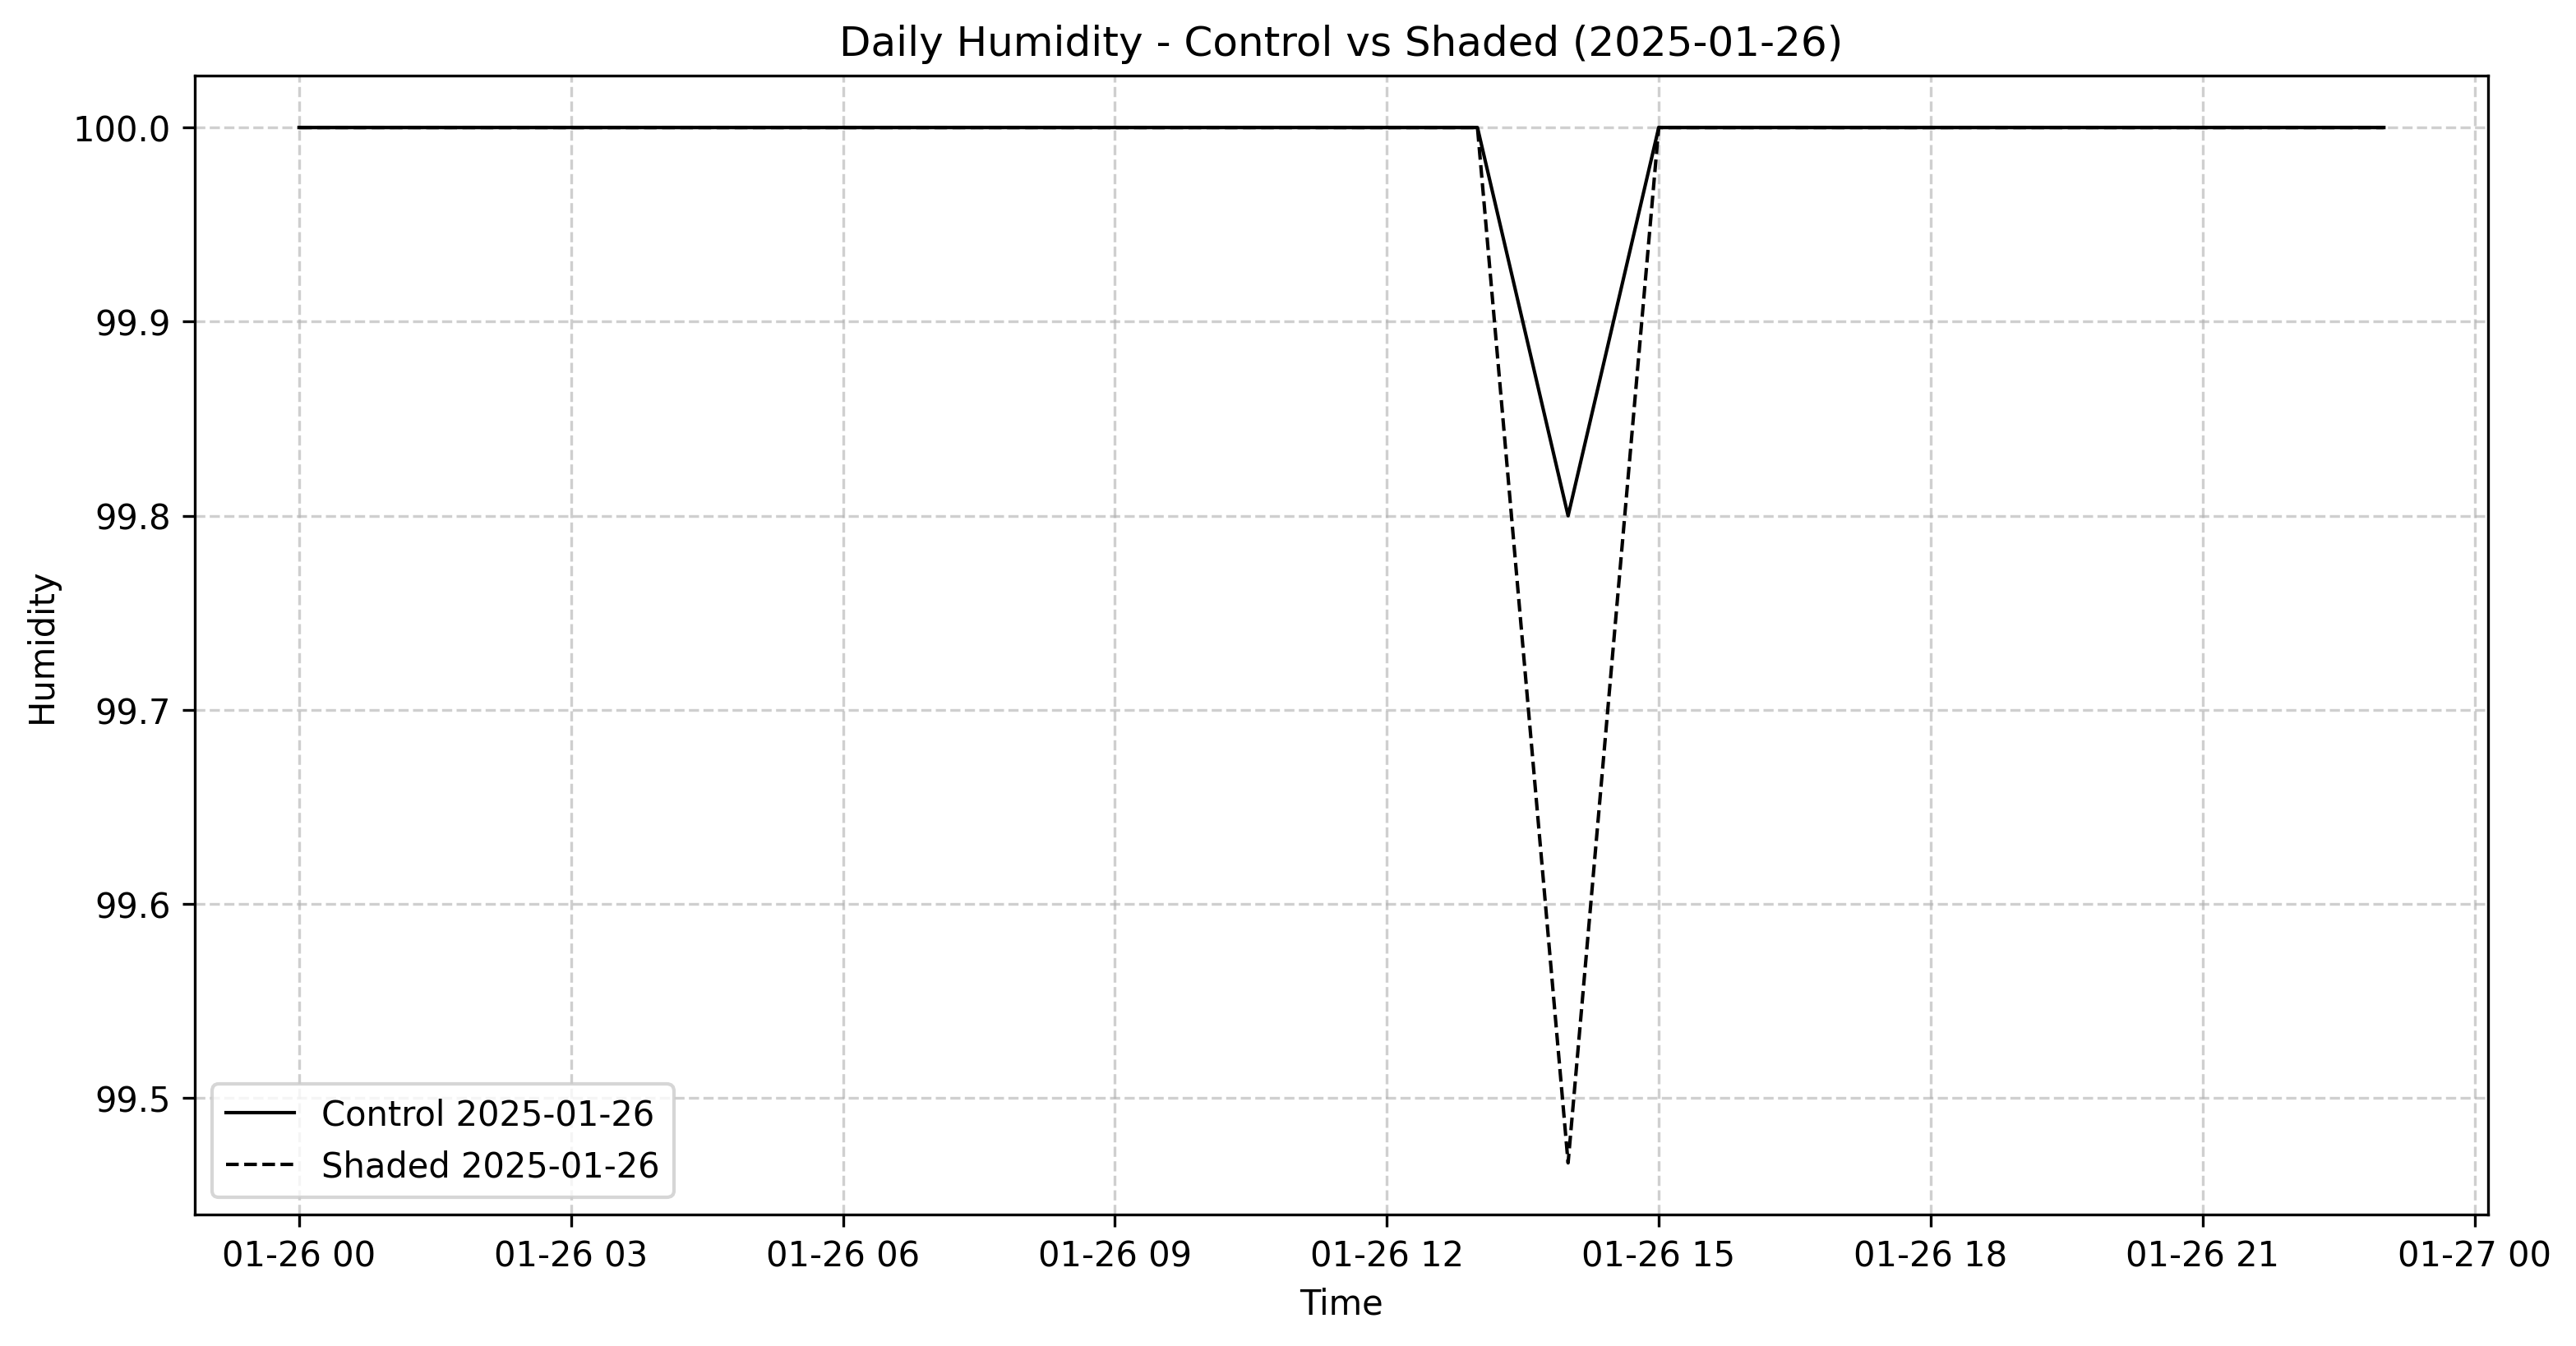 Daily Humidity - Control vs Shaded (2025-01-26)
100.0
99.9
99.8
99.7
99.6
99.5
Humidity
Control 2025-01-26
Shaded 2025-01-26
01-26 00 01-26 03 01-26 06 01-26 09 01-26 12 01-26 15 01-26 18 01-26 21 01-27 00
Time